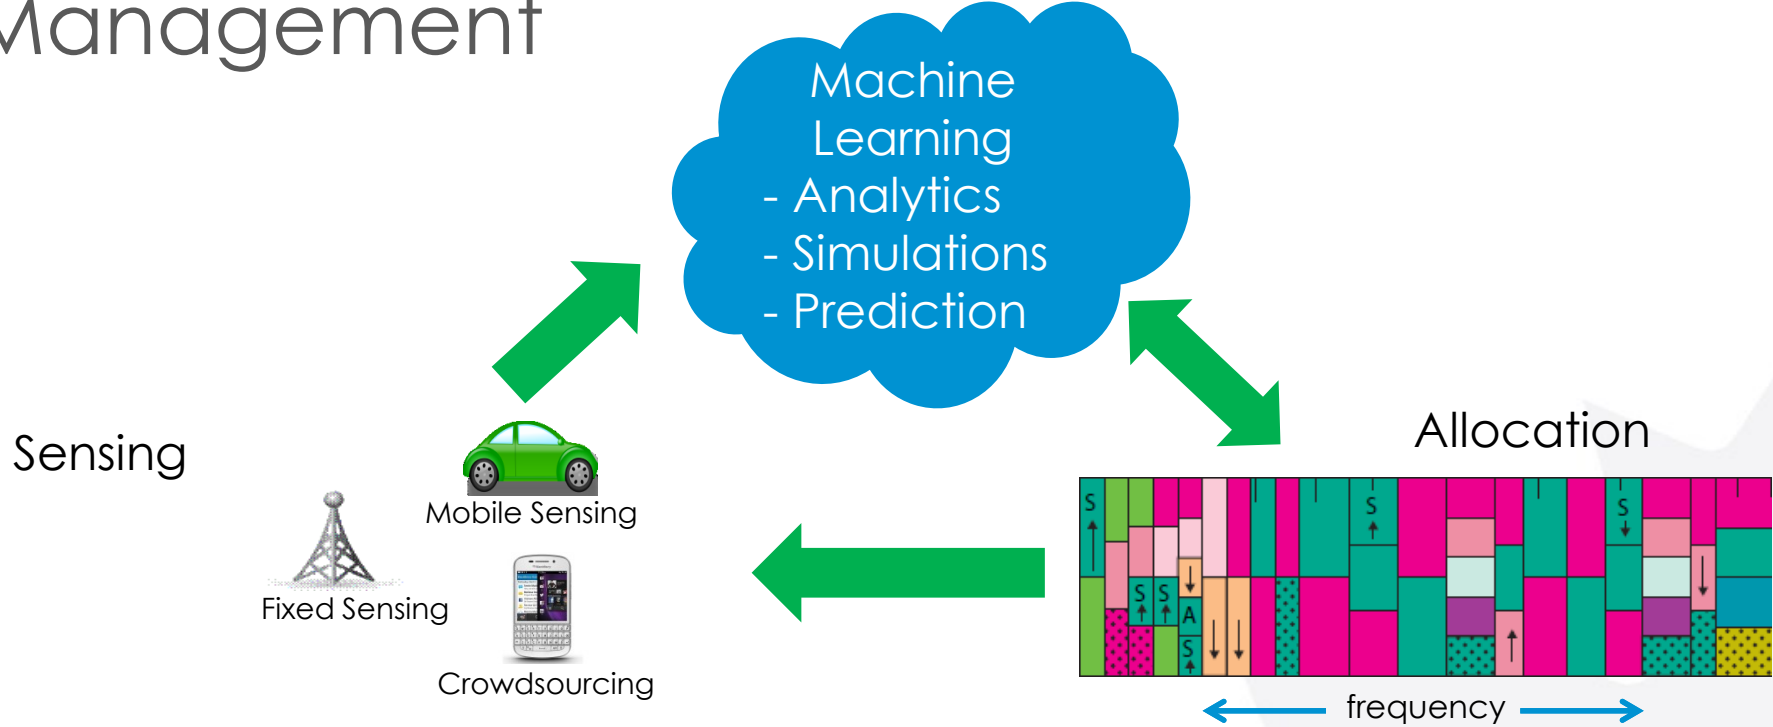 Management
Machine
Learning
- Analytics
- Simulations
- Prediction
Sensing
Mobile Sensing
Fixed Sensing
Crowdsourcing
Allocation
S
S
S
S
S
A
S
frequency